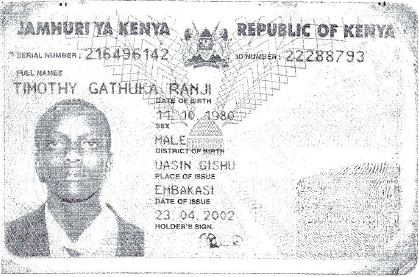 JAMHURI YA KENYA REPUBLIC OF KENYA
SERIAL NUMBER: 216496142 ID NUMBER: 22288793
FULL NAMES
TIMOTHY GATHUKA RANJI
DATE OF BIRTH
11.10.1980
SEX
MALE
DISTRICT OF BIRTH
UASIN GISHU
PLACE OF ISSUE
EMBAKASI
DATE OF ISSUE
23.04.2002
HOLDER'S SIGN.